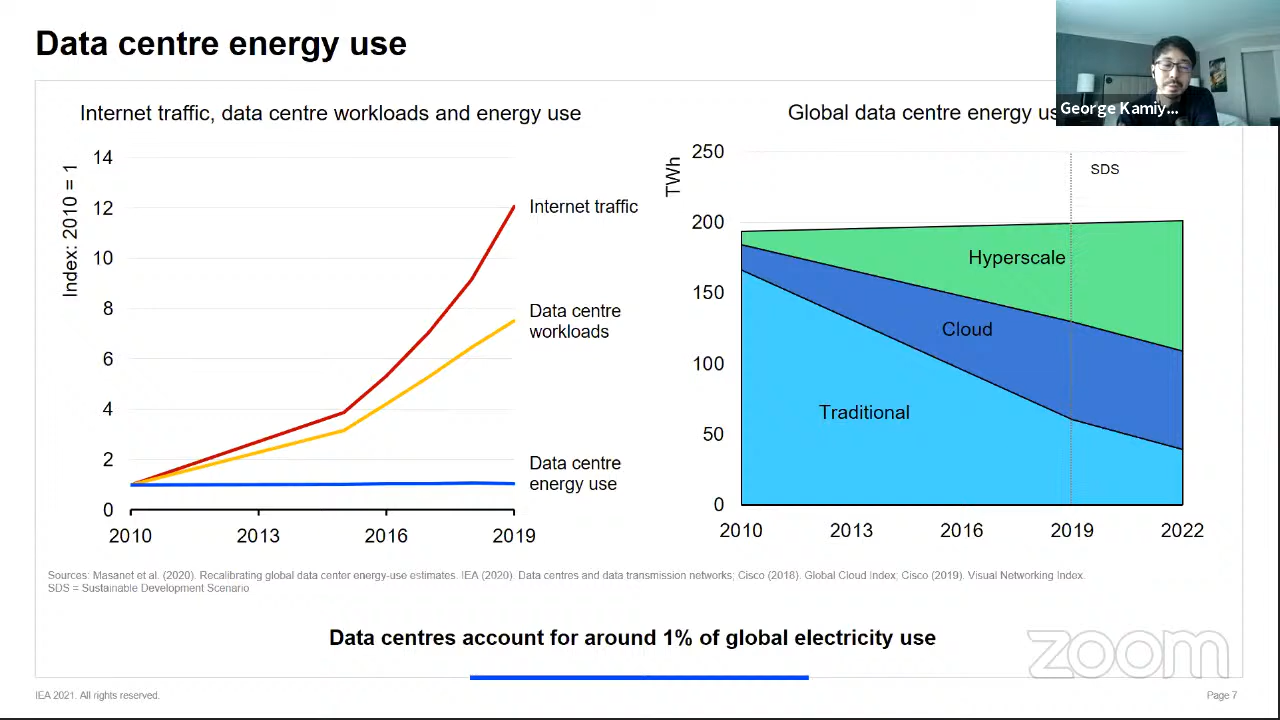 Data centre energy use
George Kamiy...
Internet traffic, data centre workloads and energy use
Index: 2010 = 1
14
12
10
8
6
4
2
0
2010
2013
2016
2019
Internet traffic
Data centre
workloads
Data centre
energy use
Global data centre energy
TWh
250
200
150
100
50
0
2010
2013
2016
2019
2022
SDS
Hyperscale
Cloud
Traditional
Sources: Masanet et al. (2020). Recalibrating global data center energy-use estimates. IEA (2020). Data centres and data transmission networks; Cisco (2018). Global Cloud Index; Cisco (2019). Visual Networking Index.
SDS = Sustainable Development Scenario
Data centres account for around 1% of global electricity use
zoom
IEA 2021. All rights reserved.
Page 7